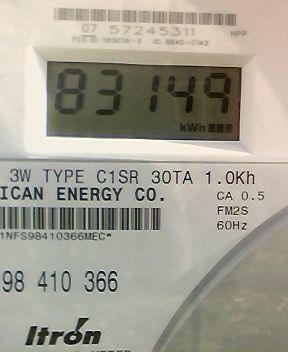 07 57245311
MPP
83149
kWh
3W TYPE C1SR 30TA 1.0Kh
ICAN ENERGY CO.
CA 0.5
FM2S
60Hz
1NFS98410366MEC*
98 410 366
Itron